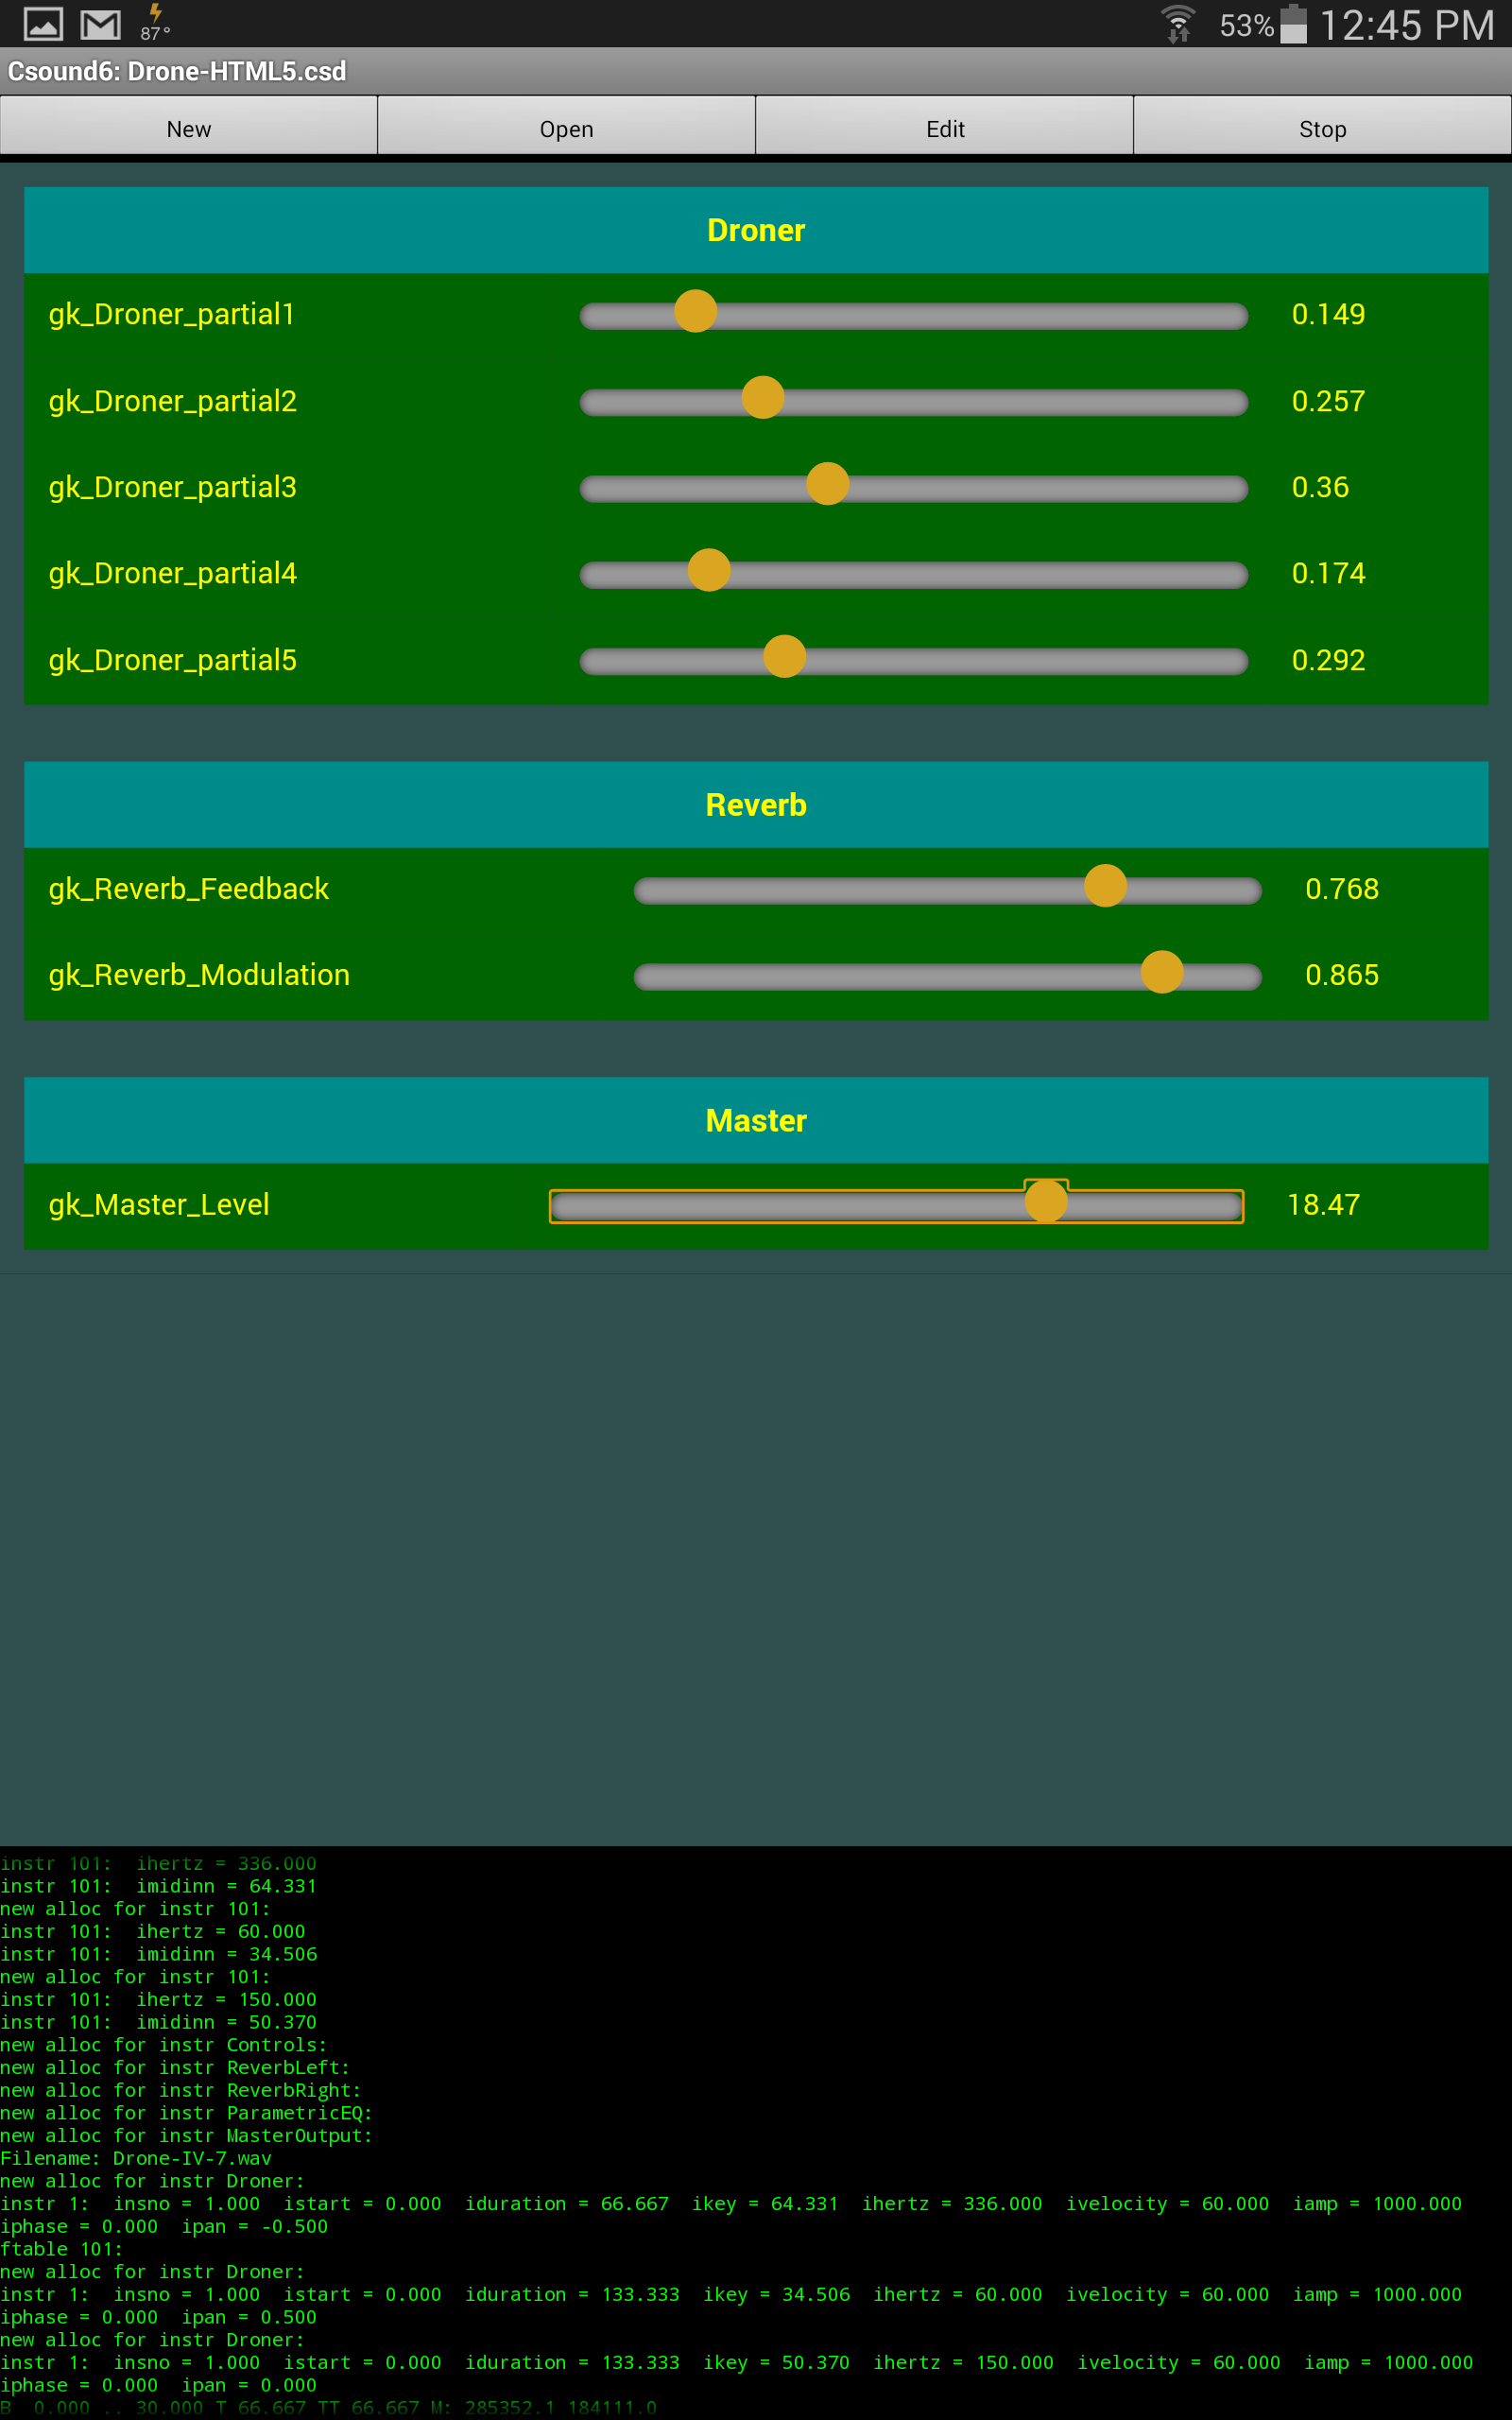 87°
53% 12:45 PM
Csound6: Drone-HTML5.csd
New Open Edit Stop
Droner
gk_Droner_partial1 0.149
gk_Droner_partial2 0.257
gk_Droner_partial3 0.36
gk_Droner_partial4 0.174
gk_Droner_partial5 0.292
Reverb
gk_Reverb_Feedback 0.768
gk_Reverb_Modulation 0.865
Master
gk_Master_Level 18.47
instr 101:  ihertz = 336.000
instr 101:  imidinn = 64.331
new alloc for instr 101:
instr 101:  ihertz = 60.000
instr 101:  imidinn = 34.506
new alloc for instr 101:
instr 101:  ihertz = 150.000
instr 101:  imidinn = 50.370
new alloc for instr Controls:
new alloc for instr ReverbLeft:
new alloc for instr ReverbRight:
new alloc for instr ParametricEQ:
new alloc for instr MasterOutput:
Filename: Drone-IV-7.wav
new alloc for instr Droner:
instr 1:  insno = 1.000  istart = 0.000  iduration = 66.667  ikey = 64.331  ihertz = 336.000  ivelocity = 60.000  iamp = 1000.000
iphase = 0.000  ipan = -0.500
ftable 101:
new alloc for instr Droner:
instr 1:  insno = 1.000  istart = 0.000  iduration = 133.333  ikey = 34.506  ihertz = 60.000  ivelocity = 60.000  iamp = 1000.000
iphase = 0.000  ipan = 0.500
new alloc for instr Droner:
instr 1:  insno = 1.000  istart = 0.000  iduration = 133.333  ikey = 50.370  ihertz = 150.000  ivelocity = 60.000  iamp = 1000.000
iphase = 0.000  ipan = 0.000
B  0.000 .. 30.000 T 66.667 TT 66.667 M: 285352.1 184111.0